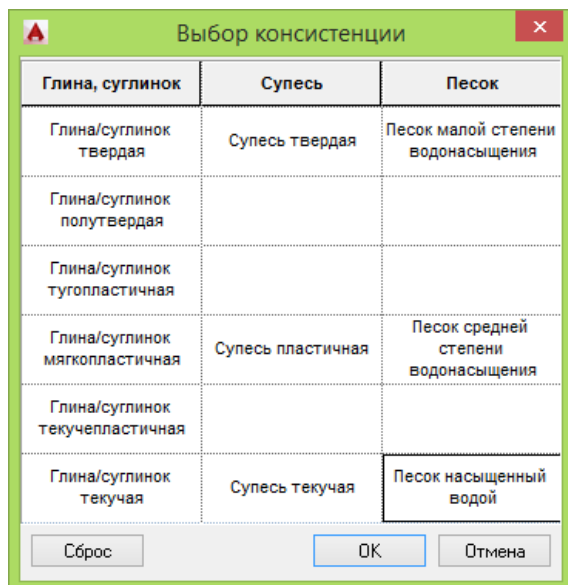 Выбор консистенции
Глина, суглинок
Супесь
Песок
Глина/суглинок
твердая
Супесь твердая
Песок малой степени
водонасыщения
Глина/суглинок
полутвердая
Глина/суглинок
тугопластичная
Глина/суглинок
мягкопластичная
Супесь пластичная
Песок средней
степени
водонасыщения
Глина/суглинок
текучепластичная
Глина/суглинок
текучая
Супесь текучая
Песок насыщенный
водой
Сброс
OK
Отмена